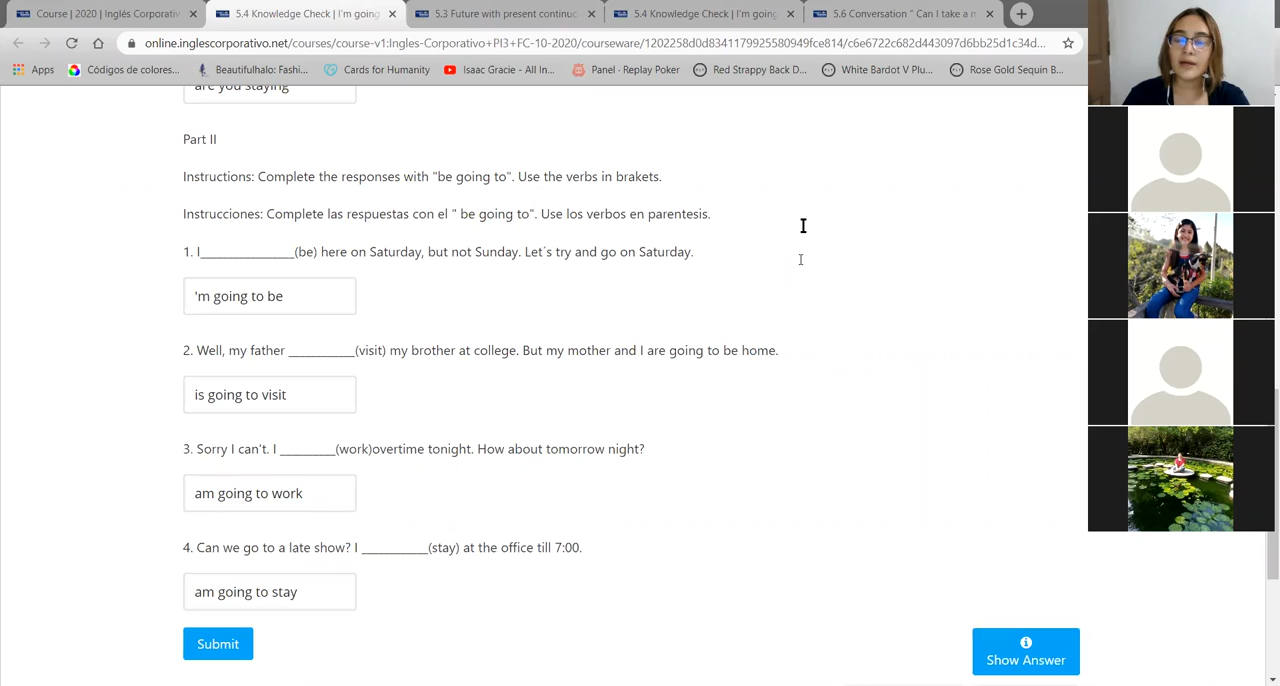 Course | 2020 | Inglés Corporativ
5.4 Knowledge Check | I'm going
5.3 Future with present continuc
5.4 Knowledge Check | I'm going
5.6 Conversation " Can I take a m
online.inglescorporativo.net/courses/course-v1:Ingles-Corporativo+PI3+FC-10-2020/courseware/1202258d0d8341179925580949fce814/c6e6722c682d443097d6bb25d1c34d...
Apps
Códigos de colores...
Beautifulhalo: Fashi...
Cards for Humanity
Isaac Gracie - All In...
Panel · Replay Poker
Red Strappy Back D...
White Bardot V Plu...
Rose Gold Sequin B...
are you staying
Part II
Instructions: Complete the responses with "be going to". Use the verbs in brakets.
Instrucciones: Complete las respuestas con el " be going to". Use los verbos en parentesis.
1. I______________(be) here on Saturday, but not Sunday. Let´s try and go on Saturday.
'm going to be
2. Well, my father __________(visit) my brother at college. But my mother and I are going to be home.
is going to visit
3. Sorry I can't. I ________(work)overtime tonight. How about tomorrow night?
am going to work
4. Can we go to a late show? I __________(stay) at the office till 7:00.
am going to stay
Submit
Show Answer